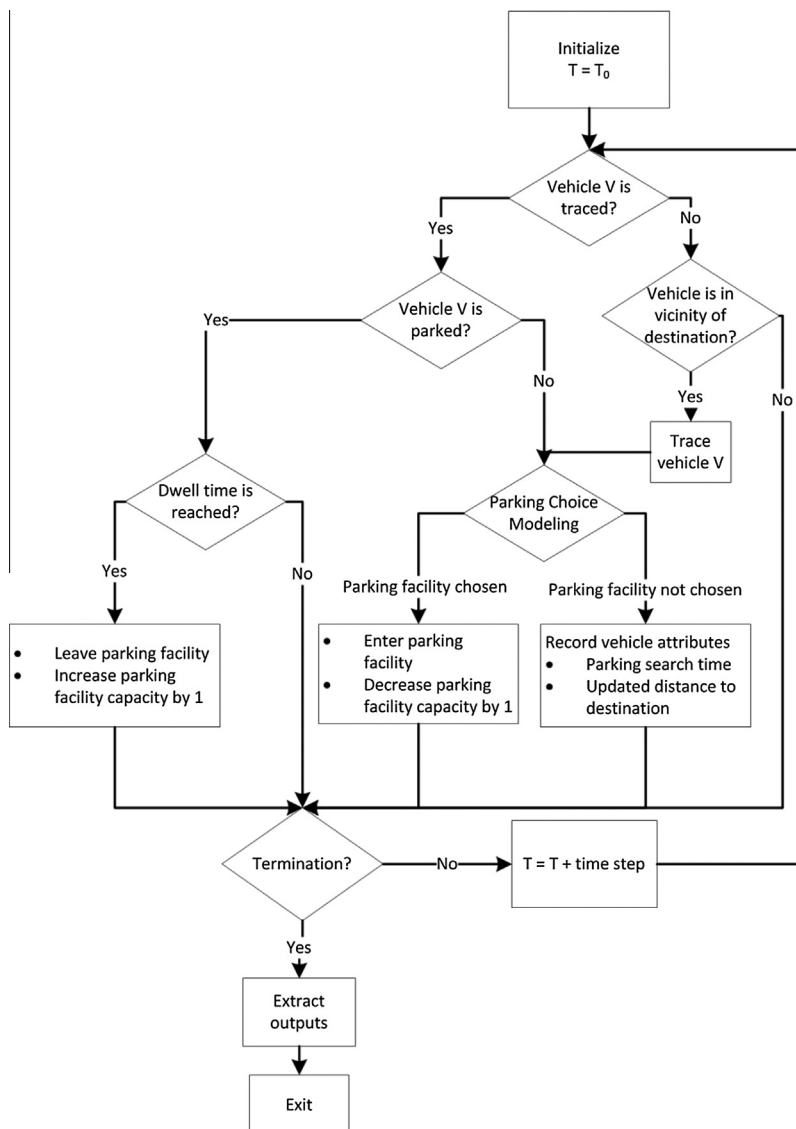 Initialize
T = T₀
Vehicle V is
traced?
Yes
No
Vehicle V is
parked?
Vehicle is in
vicinity of
destination?
Yes
No
Yes
No
Trace
vehicle V
Dwell time is
reached?
Parking Choice
Modeling
Yes
No
Parking facility chosen
Parking facility not chosen
• Leave parking facility
• Increase parking
facility capacity by 1
• Enter parking
facility
• Decrease parking
facility capacity by 1
Record vehicle attributes
• Parking search time
• Updated distance to
destination
Termination?
No
T = T + time step
Yes
Extract
outputs
Exit